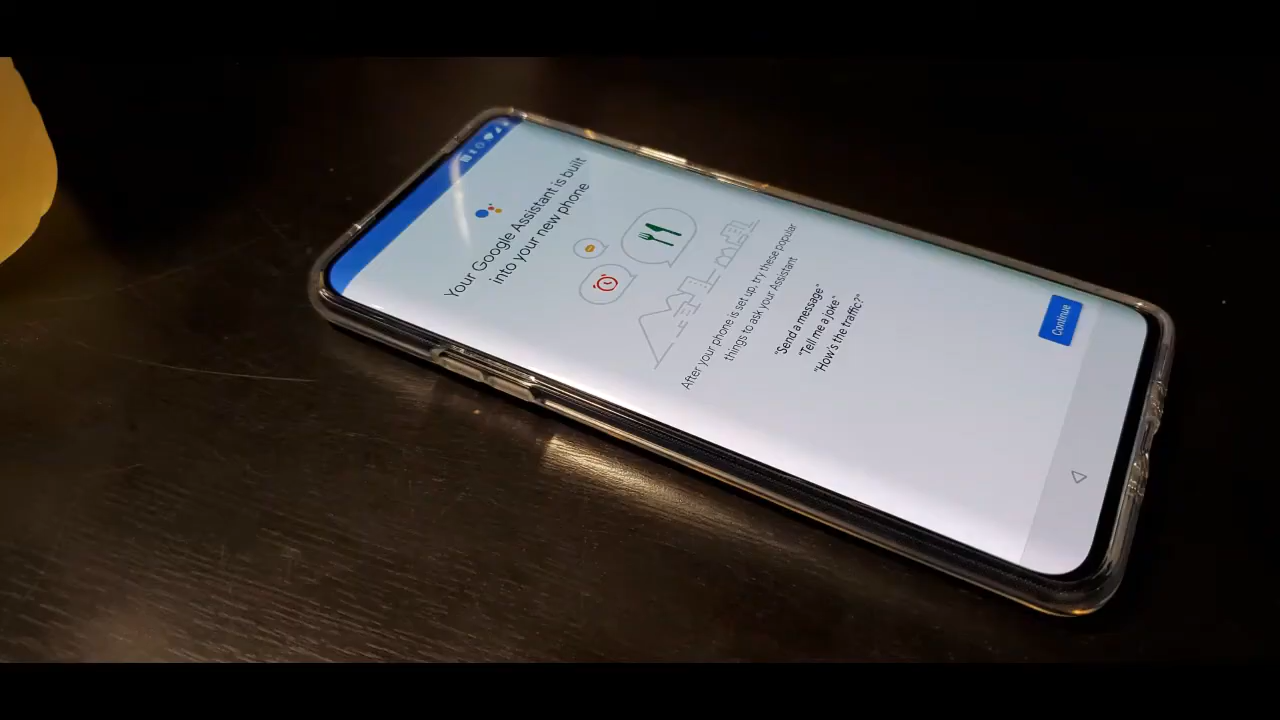 Your Google Assistant is built
into your new phone
After your phone is set up, try these popular
things to ask your Assistant
"Send a message"
"Tell me a joke"
"How's the traffic?"
Continue